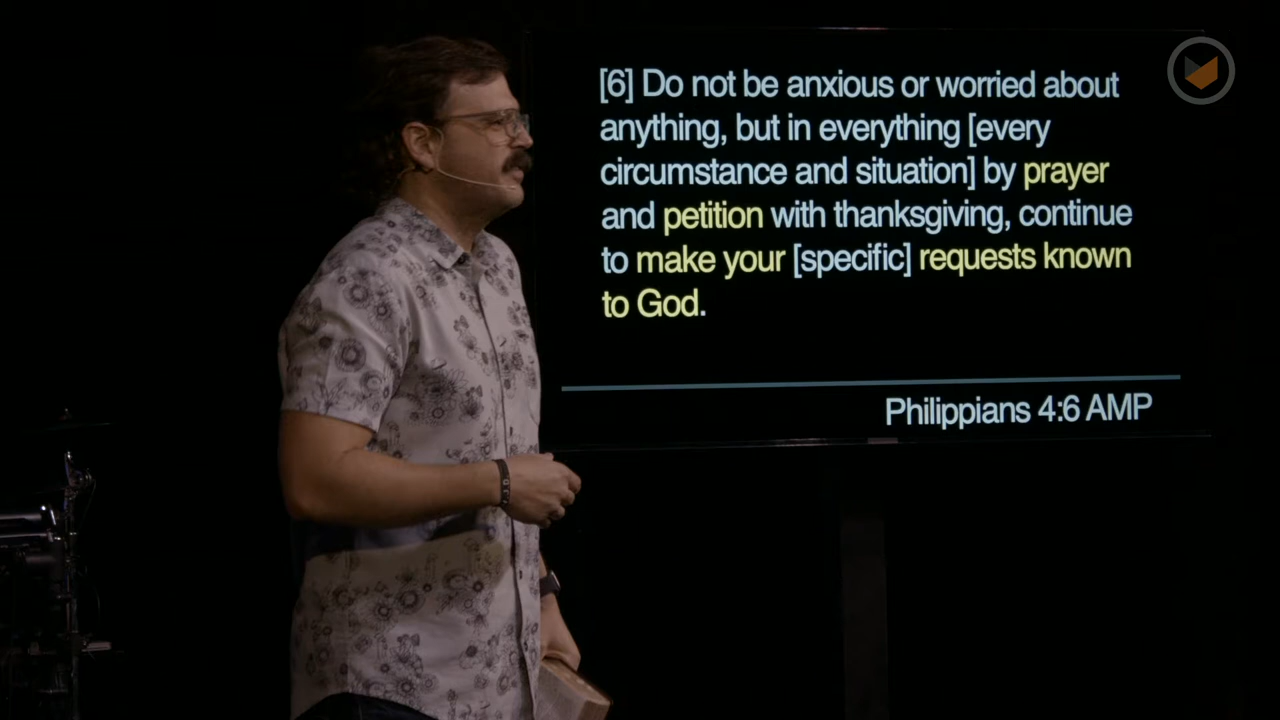 [6] Do not be anxious or worried about
anything, but in everything [every
circumstance and situation] by prayer
and petition with thanksgiving, continue
to make your [specific] requests known
to God.
Philippians 4:6 AMP